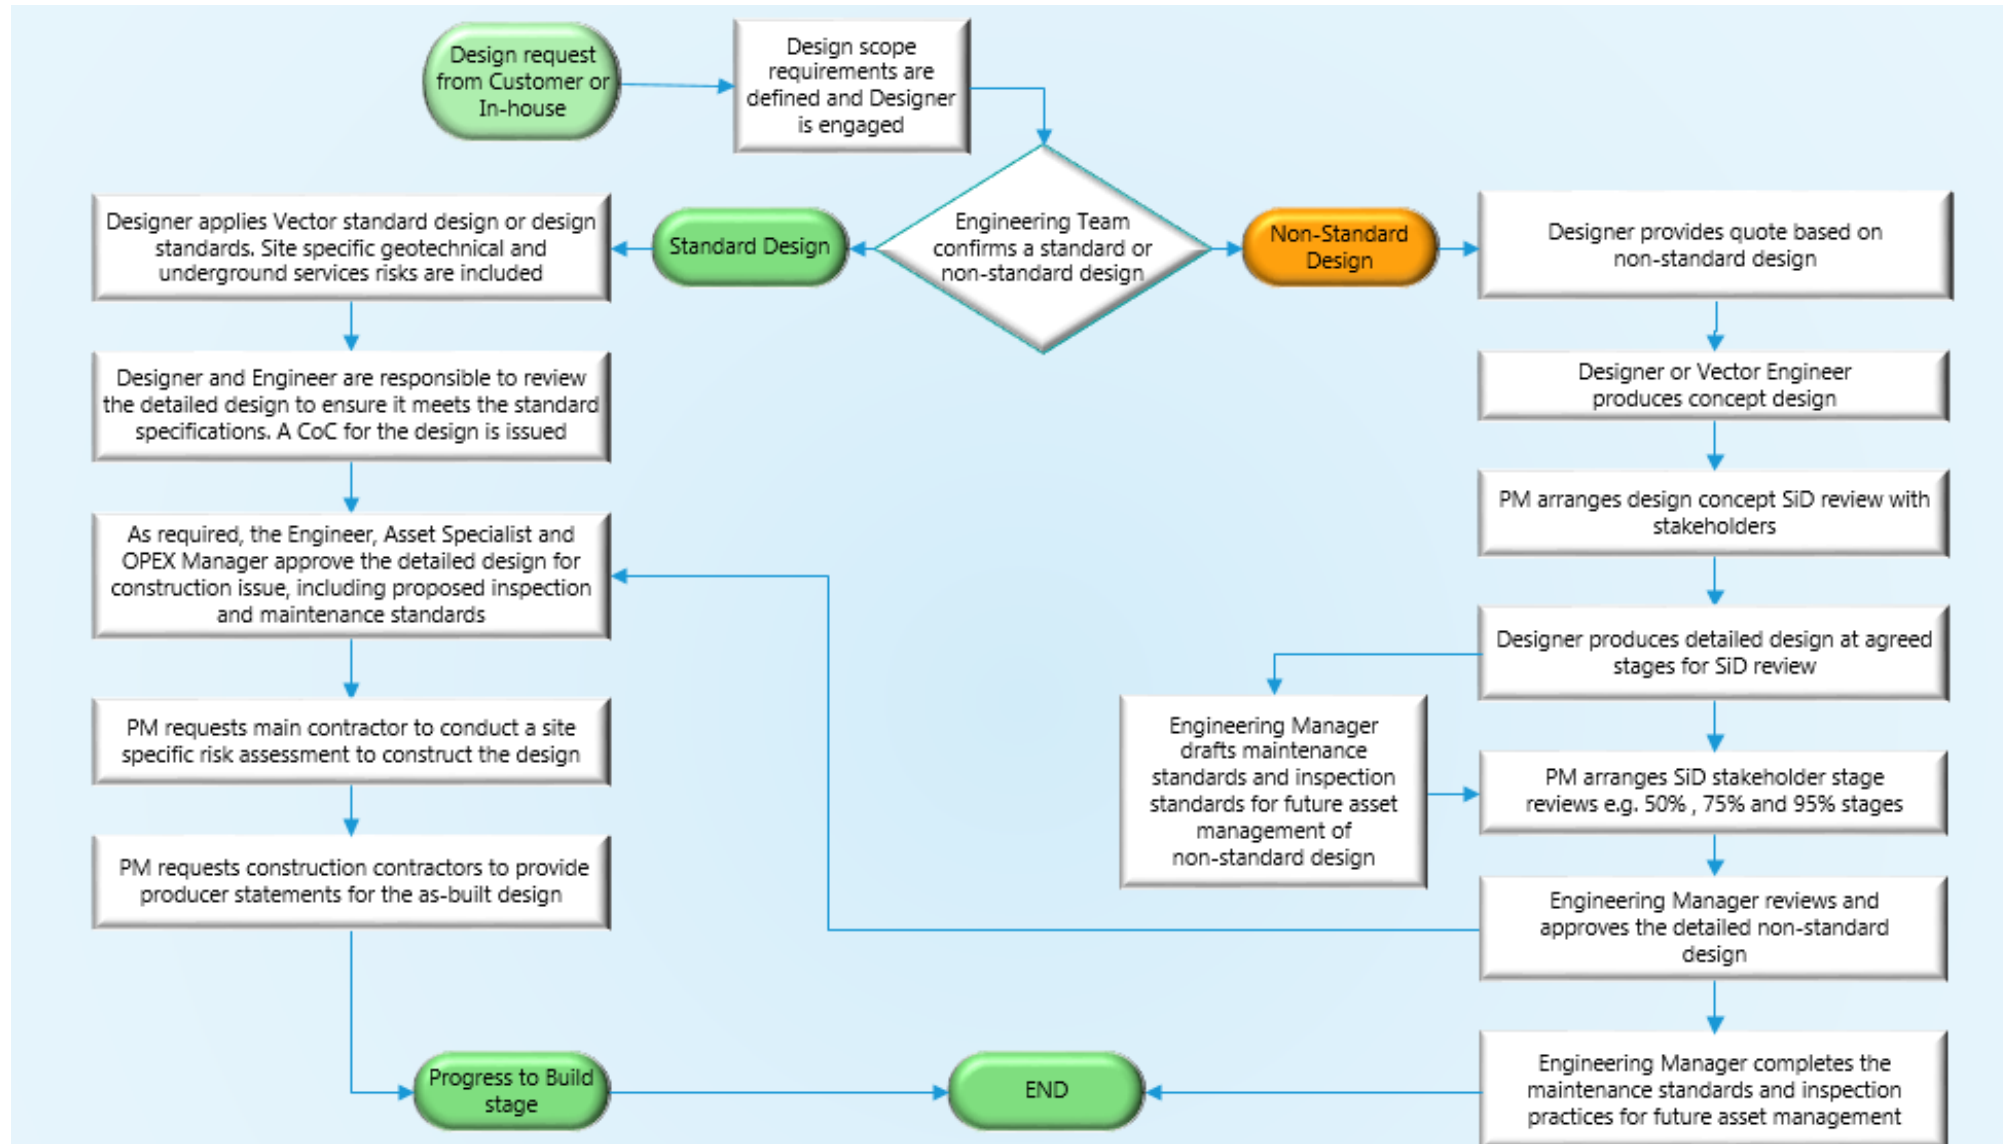 Design request
from Customer or
In-house
Design scope
requirements are
defined and Designer
is engaged
Engineering Team
confirms a standard or
non-standard design
Standard Design
Non-Standard
Design
Designer applies Vector standard design or design
standards. Site specific geotechnical and
underground services risks are included
Designer and Engineer are responsible to review
the detailed design to ensure it meets the standard
specifications. A CoC for the design is issued
As required, the Engineer, Asset Specialist and
OPEX Manager approve the detailed design for
construction issue, including proposed inspection
and maintenance standards
PM requests main contractor to conduct a site
specific risk assessment to construct the design
PM requests construction contractors to provide
producer statements for the as-built design
Progress to Build
stage
END
Designer provides quote based on
non-standard design
Designer or Vector Engineer
produces concept design
PM arranges design concept SiD review with
stakeholders
Designer produces detailed design at agreed
stages for SiD review
Engineering Manager
drafts maintenance
standards and inspection
standards for future asset
management of
non-standard design
PM arranges SiD stakeholder stage
reviews e.g. 50% , 75% and 95% stages
Engineering Manager reviews and
approves the detailed non-standard
design
Engineering Manager completes the
maintenance standards and inspection
practices for future asset management